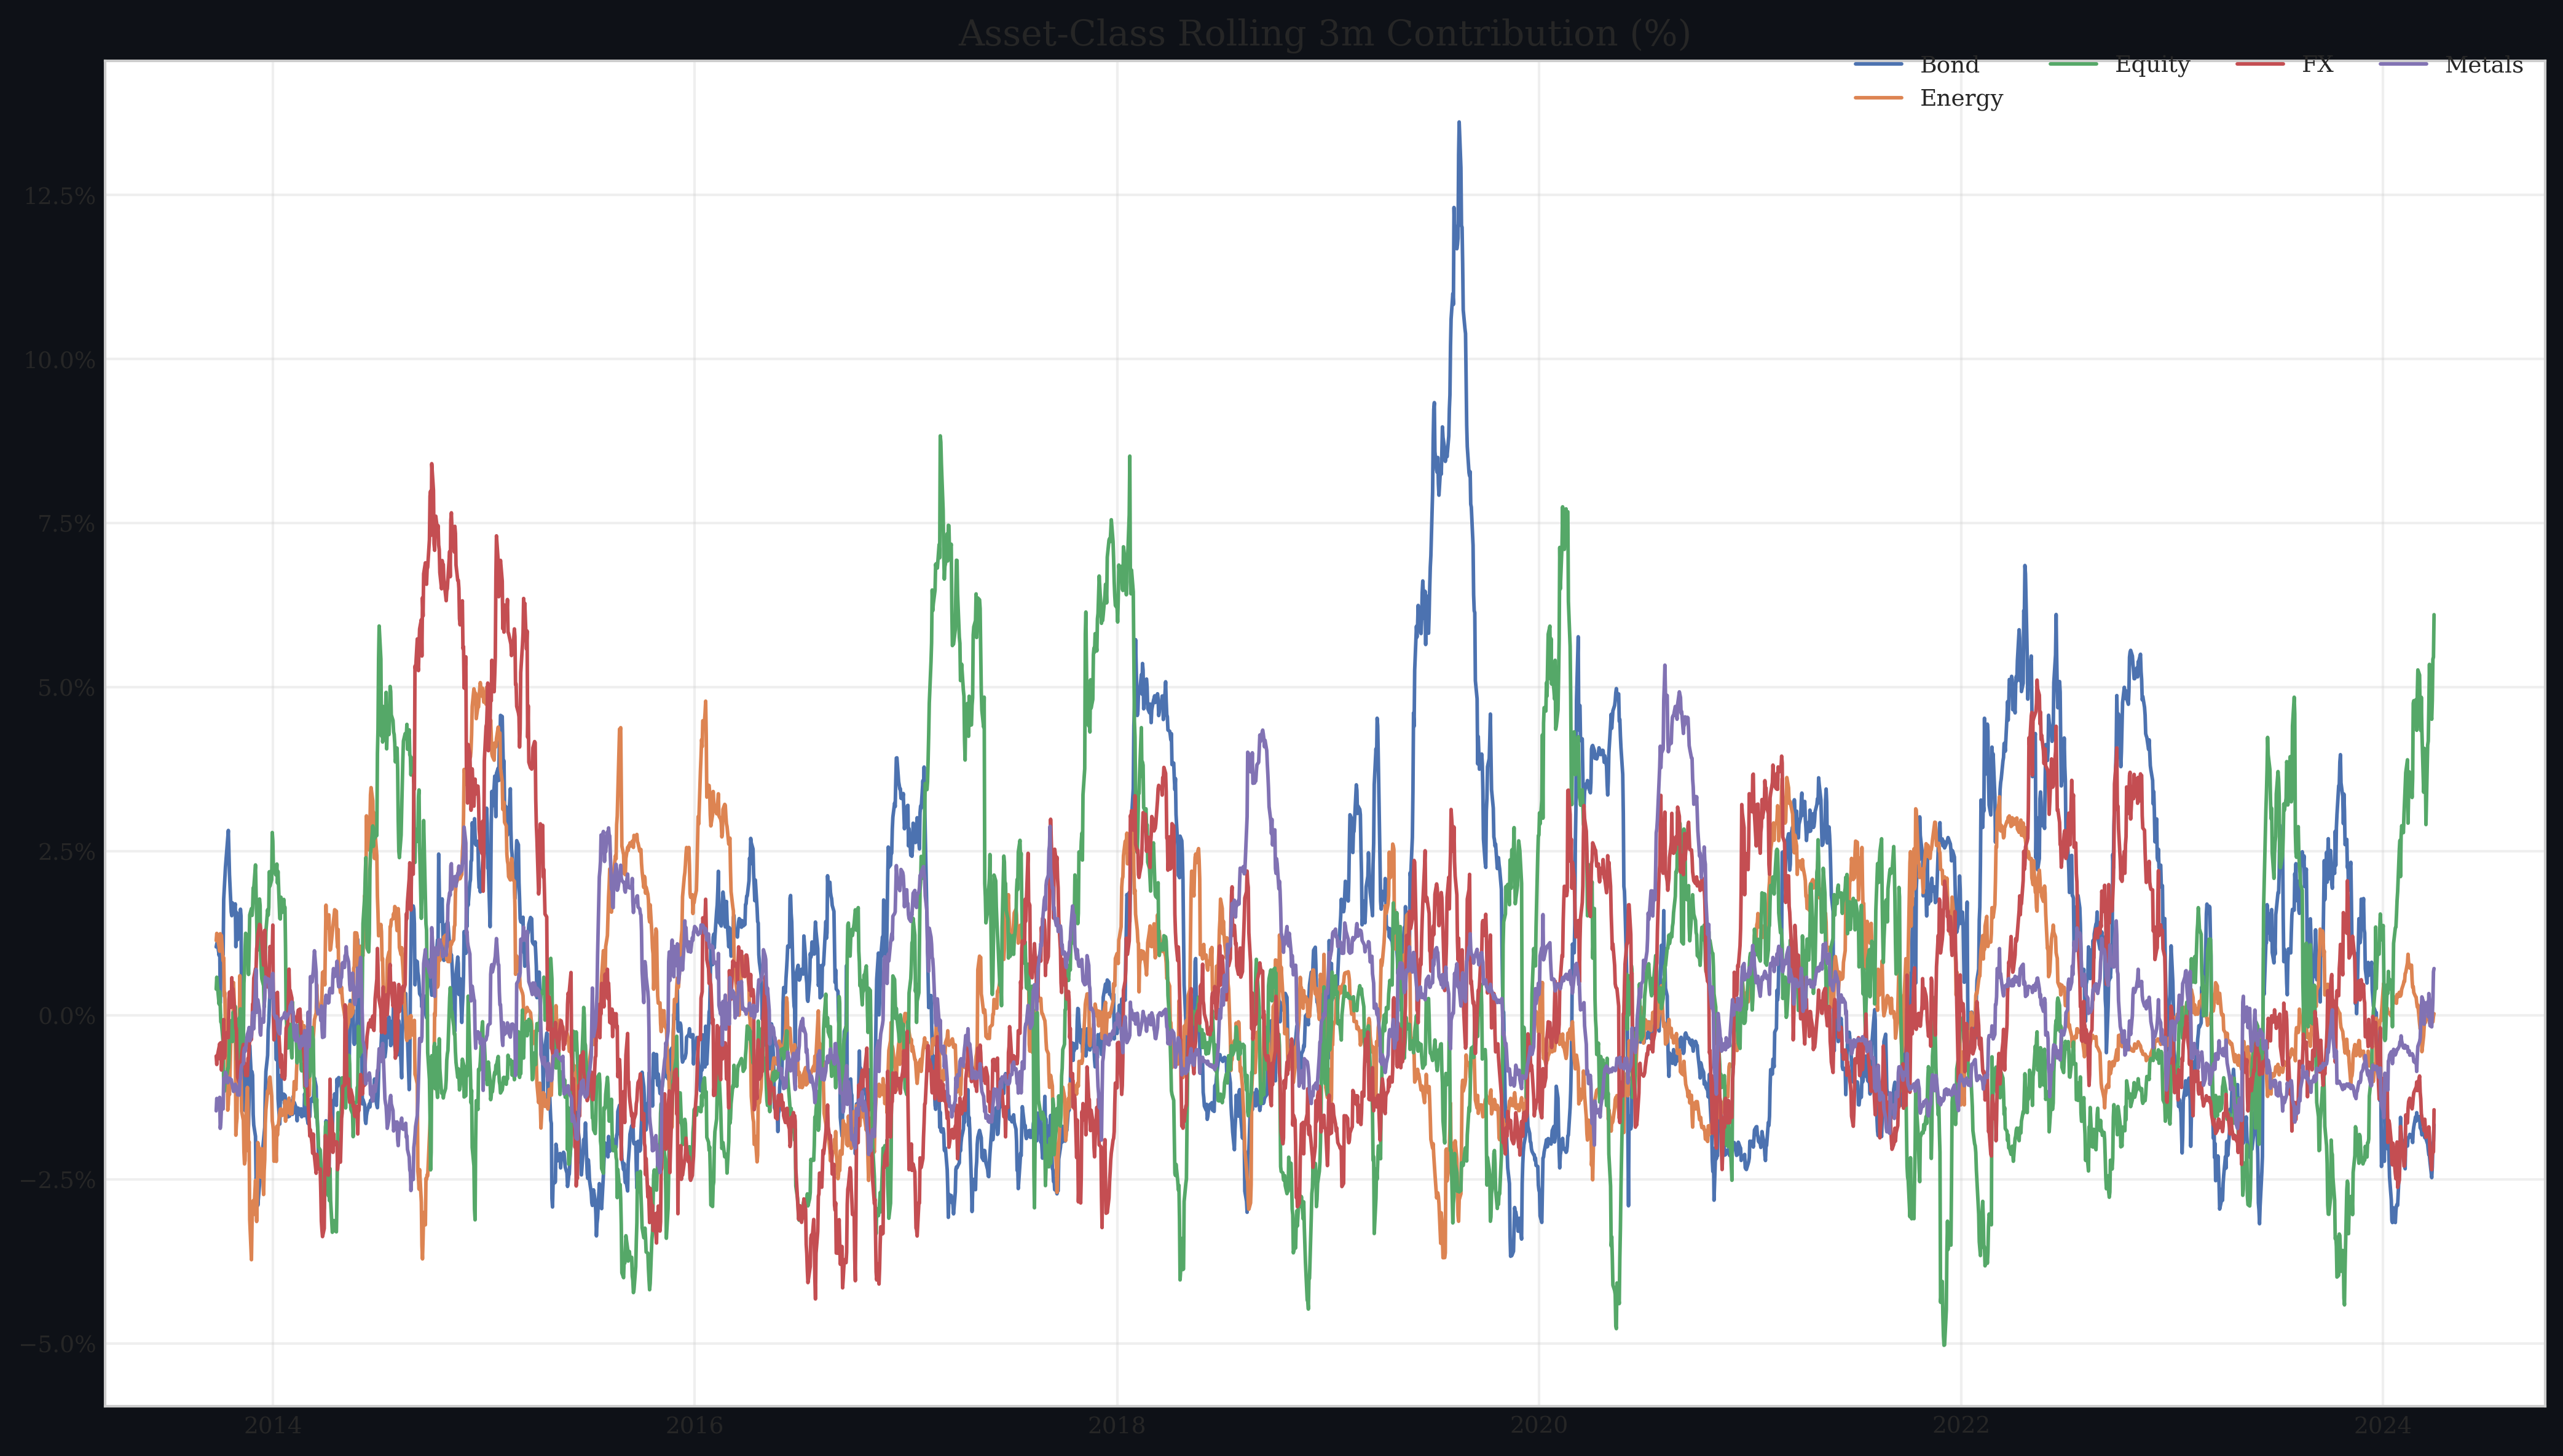 Asset-Class Rolling 3m Contribution (%)
Bond Equity FX Metals
Energy
12.5%
10.0%
7.5%
5.0%
2.5%
0.0%
−2.5%
−5.0%
2014 2016 2018 2020 2022 2024